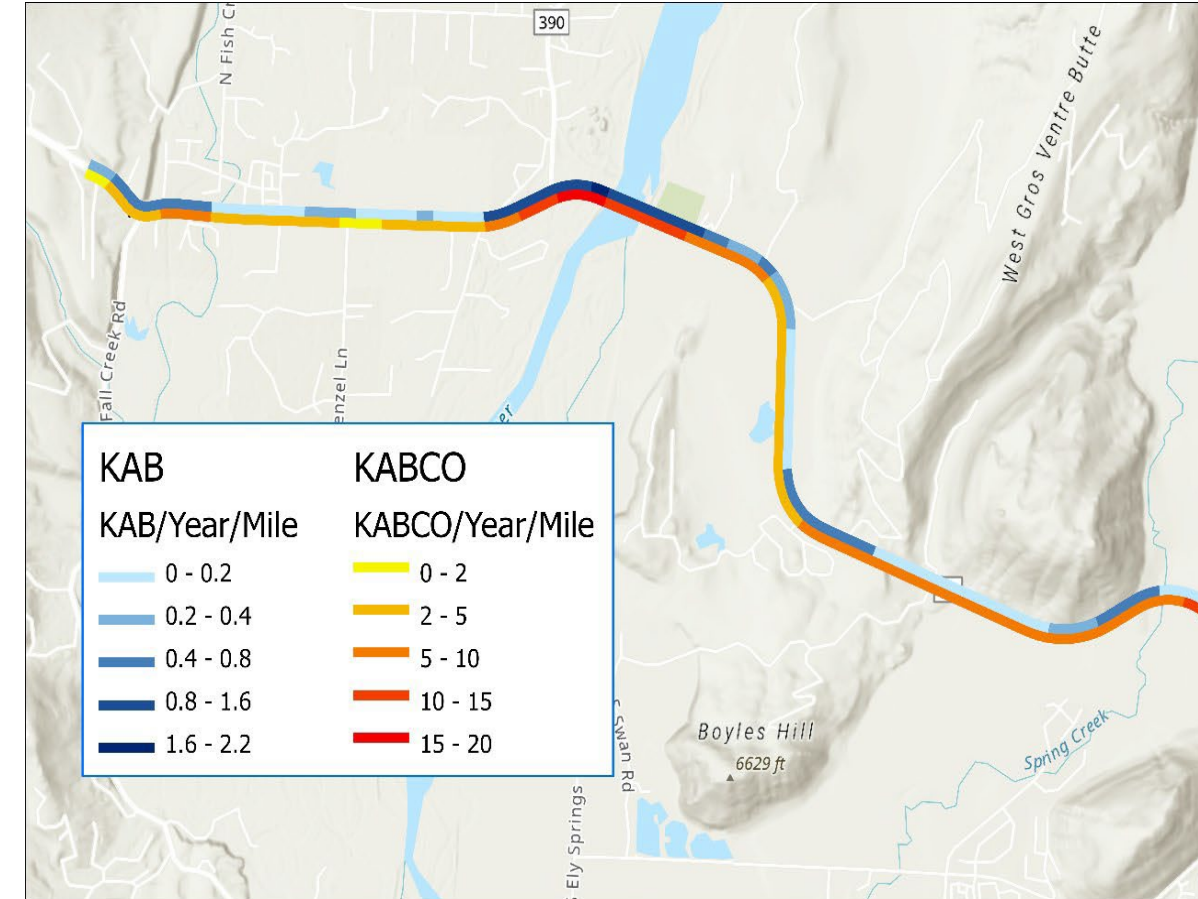 390
N Fish Cr
West Gros Ventre Butte
Fall Creek Rd
enzel Ln
er
KAB
KAB/Year/Mile
0 - 0.2
0.2 - 0.4
0.4 - 0.8
0.8 - 1.6
1.6 - 2.2
KABCO
KABCO/Year/Mile
0 - 2
2 - 5
5 - 10
10 - 15
15 - 20
S Swan Rd
Boyles Hill
6629 ft
Spring Creek
S Ely Springs